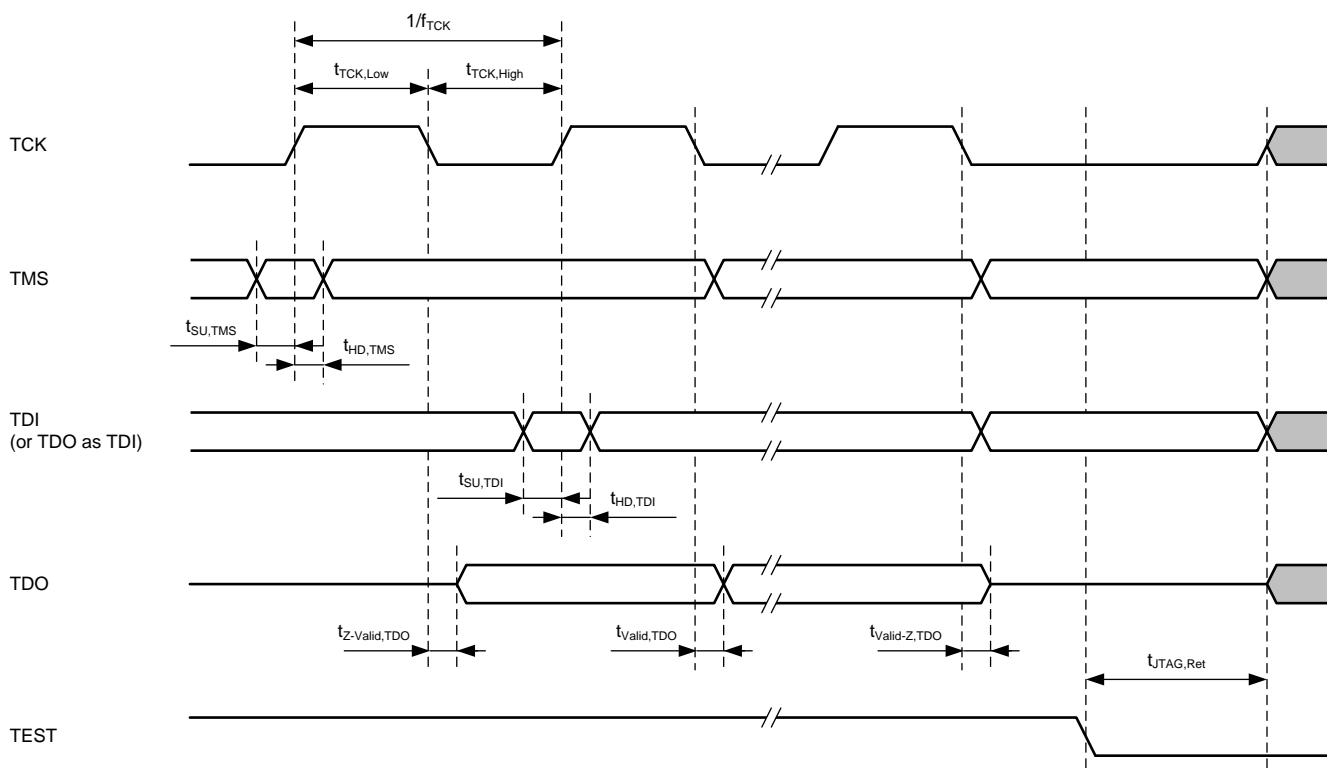 1/fTCK
tTCK,Low
tTCK,High
TCK
TMS
tSU,TMS
tHD,TMS
TDI
(or TDO as TDI)
tSU,TDI
tHD,TDI
TDO
tZ-Valid,TDO
tValid,TDO
tValid-Z,TDO
tJTAG,Ret
TEST